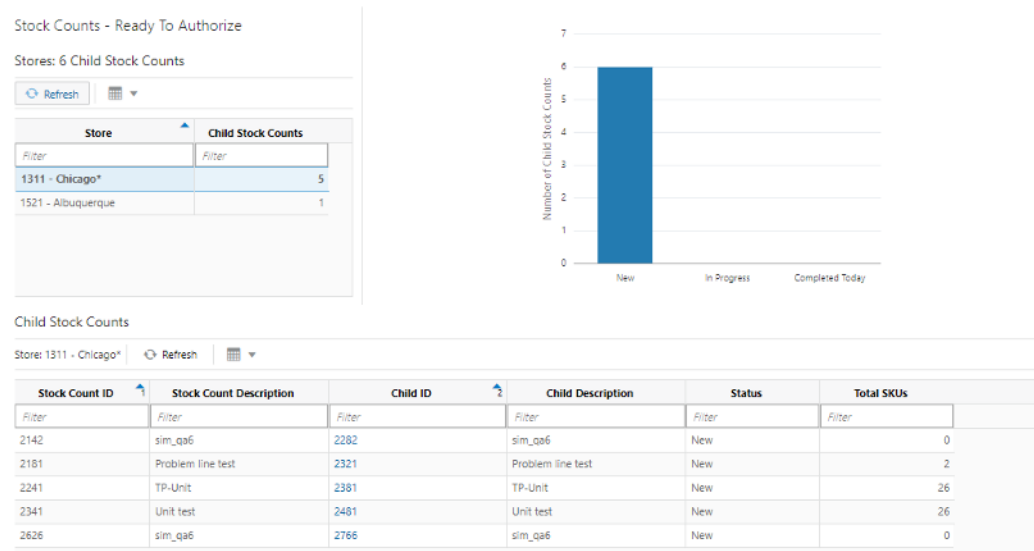 Stock Counts - Ready To Authorize
Stores: 6 Child Stock Counts
Refresh
Store Child Stock Counts
Filter Filter
1311 - Chicago* 5
1521 - Albuquerque 1
Number of Child Stock Counts
7
6
5
4
3
2
1
0
New In Progress Completed Today
Child Stock Counts
Store: 1311 - Chicago* Refresh
Stock Count ID 1 Stock Count Description Child ID 2 Child Description Status Total SKUs
Filter Filter Filter Filter Filter Filter
2142 sim_qa6 2282 sim_qa6 New 0
2181 Problem line test 2321 Problem line test New 2
2241 TP-Unit 2381 TP-Unit New 26
2341 Unit test 2481 Unit test New 26
2626 sim_qa6 2766 sim_qa6 New 0